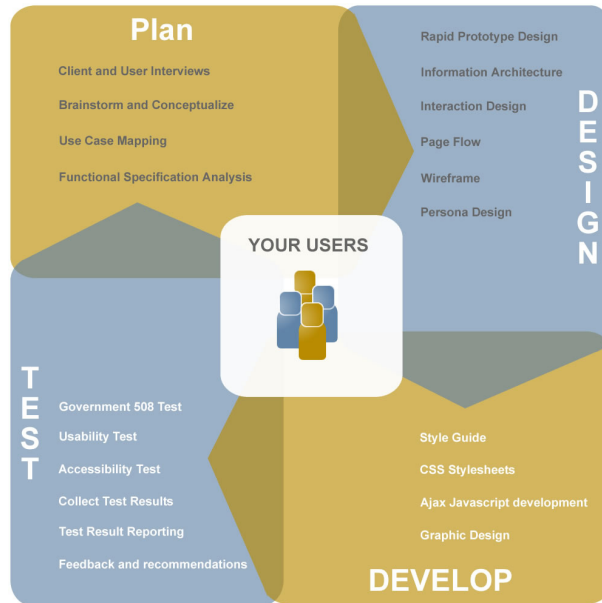 Plan
Client and User Interviews
Brainstorm and Conceptualize
Use Case Mapping
Functional Specification Analysis
Rapid Prototype Design
Information Architecture
Interaction Design
Page Flow
Wireframe
Persona Design
DESIGN
YOUR USERS
TEST
Government 508 Test
Usability Test
Accessibility Test
Collect Test Results
Test Result Reporting
Feedback and recommendations
Style Guide
CSS Stylesheets
Ajax Javascript development
Graphic Design
DEVELOP